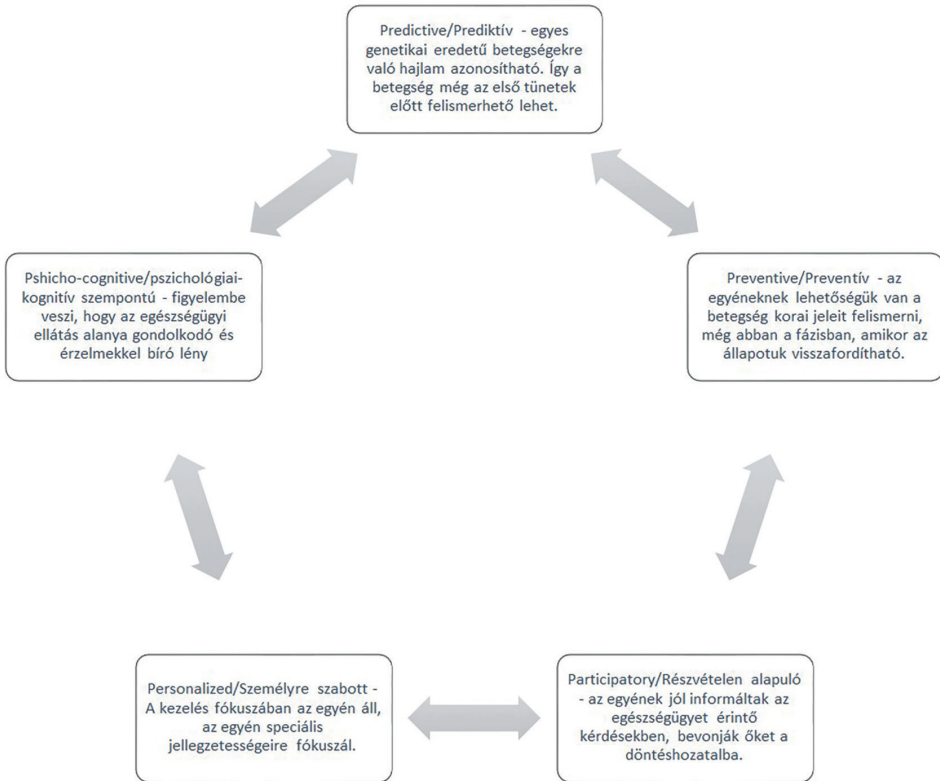 Predictive/Prediktív - egyes
genetikai eredetű betegségekre
való hajlam azonosítható. Így a
betegség még az első tünetek
előtt felismerhető lehet.
Pshicho-cognitive/pszichológiai-
kognitív szempontú - figyelembe
veszi, hogy az egészségügyi
ellátás alanya gondolkodó és
érzelmekkel bíró lény
Preventive/Preventív - az
egyéneknek lehetőségük van a
betegség korai jeleit felismerni,
még abban a fázisban, amikor az
állapotuk visszafordítható.
Personalized/Személyre szabott -
A kezelés fókuszában az egyén áll,
az egyén speciális
jellegzetességeire fókuszál.
Participatory/Részvételen alapuló
- az egyének jól informáltak az
egészségügyet érintő
kérdésekben, bevonják őket a
döntéshozatalba.